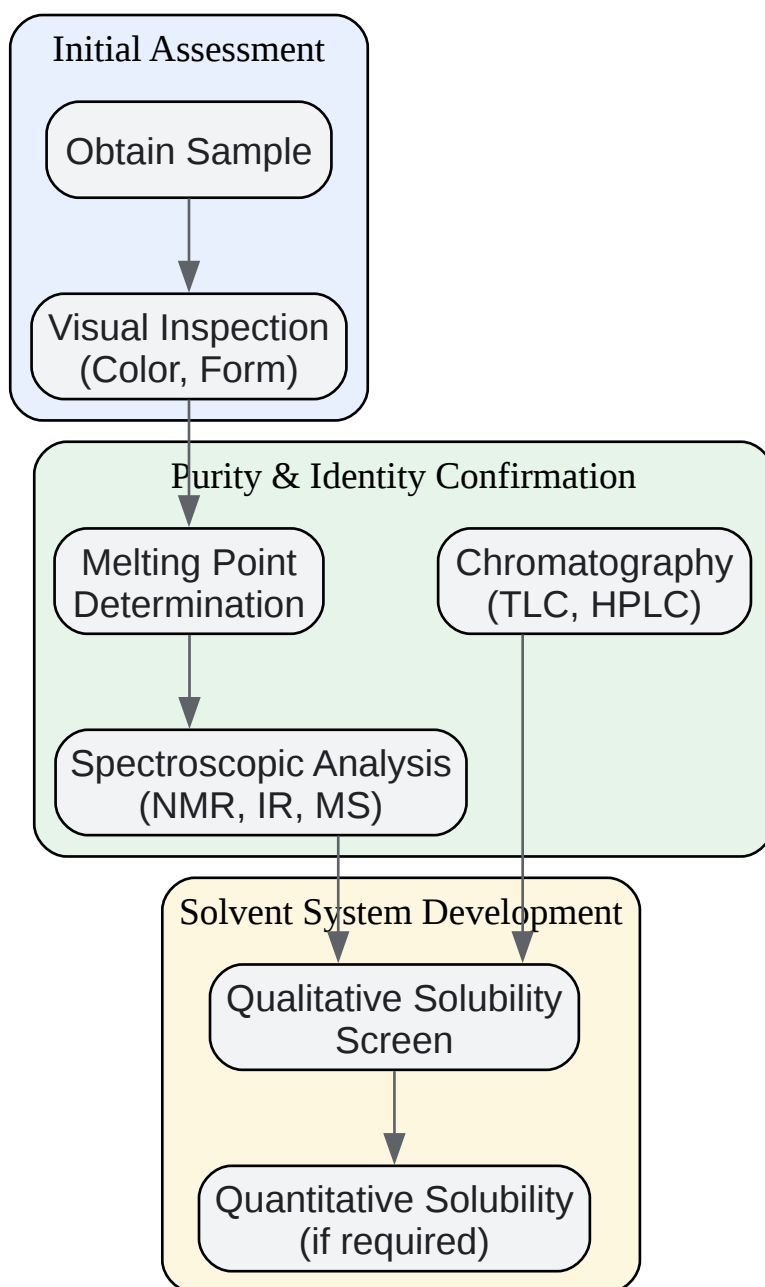 Initial Assessment
Obtain Sample
Visual Inspection
(Color, Form)
Purity & Identity Confirmation
Melting Point
Determination
Chromatography
(TLC, HPLC)
Spectroscopic Analysis
(NMR, IR, MS)
Solvent System Development
Qualitative Solubility
Screen
Quantitative Solubility
(if required)